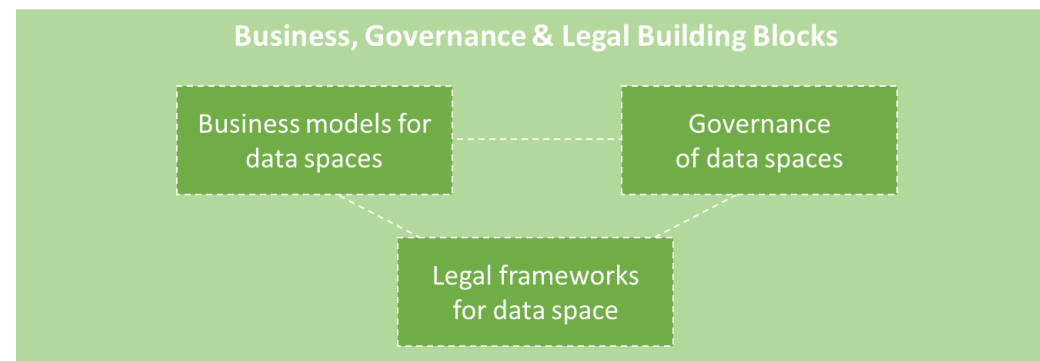 Business, Governance & Legal Building Blocks
Business models for
data spaces
Governance
of data spaces
Legal frameworks
for data space